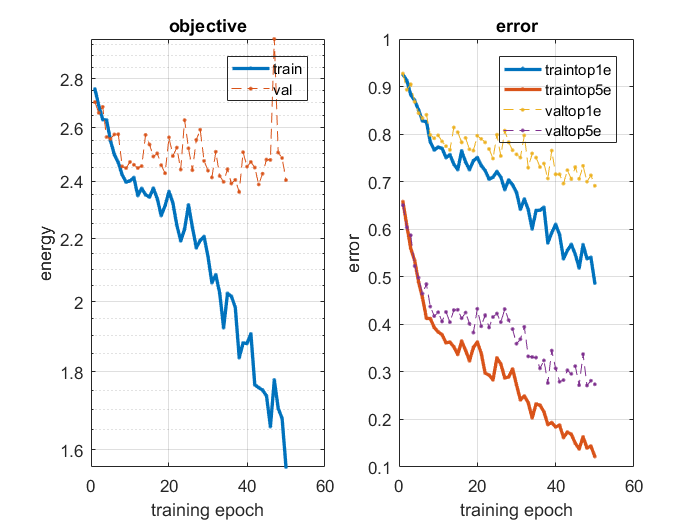 objective
energy
2.8
2.6
2.4
2.2
2
1.8
1.6
0
20
40
60
training epoch
train
val
error
error
1
0.9
0.8
0.7
0.6
0.5
0.4
0.3
0.2
0.1
0
20
40
60
training epoch
traintop1e
traintop5e
valtop1e
valtop5e